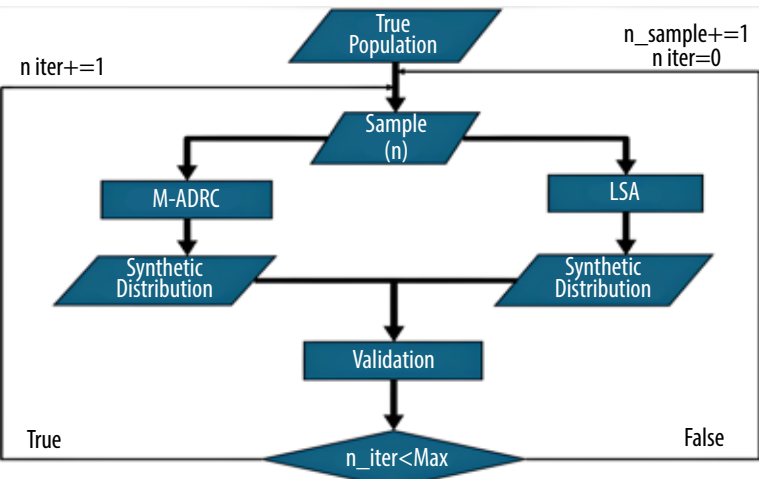 True
Population
n_sample+=1
n iter=0
n iter+=1
Sample
(n)
M-ADRC
LSA
Synthetic
Distribution
Synthetic
Distribution
Validation
True
False
n_iter<Max